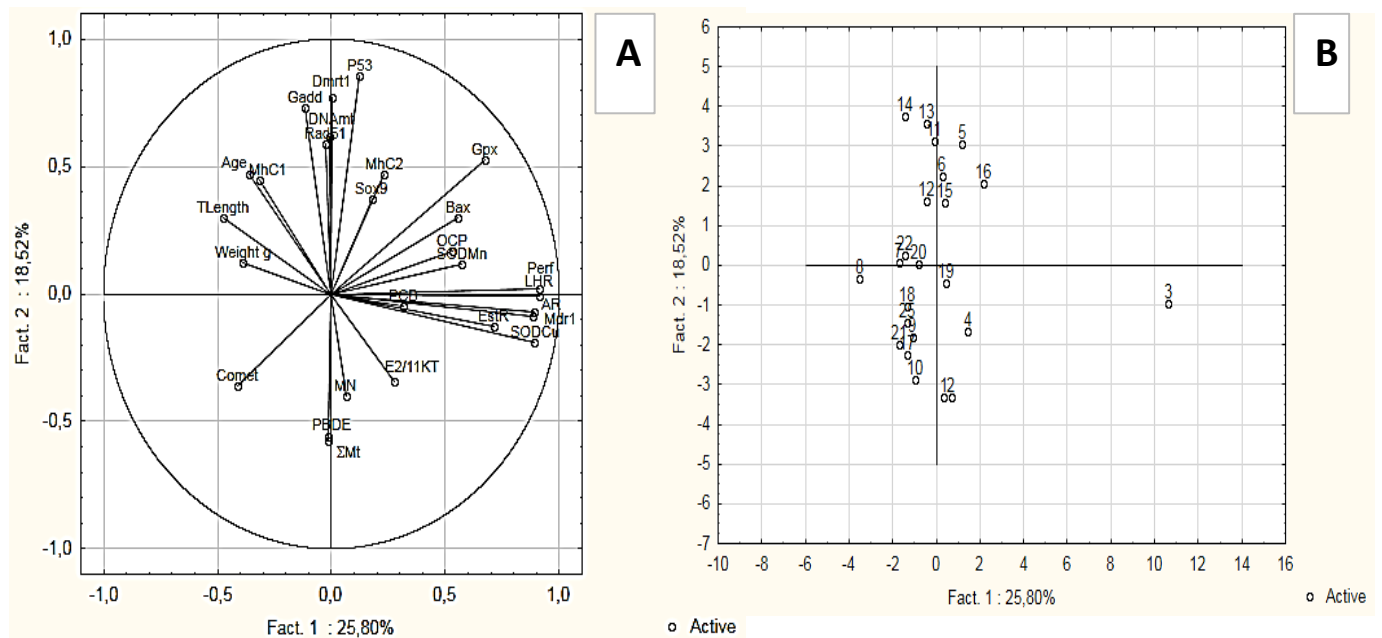 A
1,0
P53
Dmrt1
Gadd
DNAmt
Rad51
Gpx
0,5
Age
MhC1
MhC2
Sox9
TLength
Bax
Weight g
OCP
SODMn
Perf
LHR
0,0
AR
Mdr1
EstR
SODCu
E2/11KT
Comet
MN
-0,5
PBDE
ΣMt
-1,0
Fact. 2 : 18,52%
-1,0 -0,5 0,0 0,5 1,0
Fact. 1 : 25,80%
Active
B
6
5
4
3
2
1
0
-1
-2
-3
-4
-5
-6
-7
Fact. 2 : 18,52%
14 13
11 5
6 16
12 15
22
20
8
19
3
18
4
10
12
-10 -8 -6 -4 -2 0 2 4 6 8 10 12 14 16
Fact. 1 : 25,80%
Active